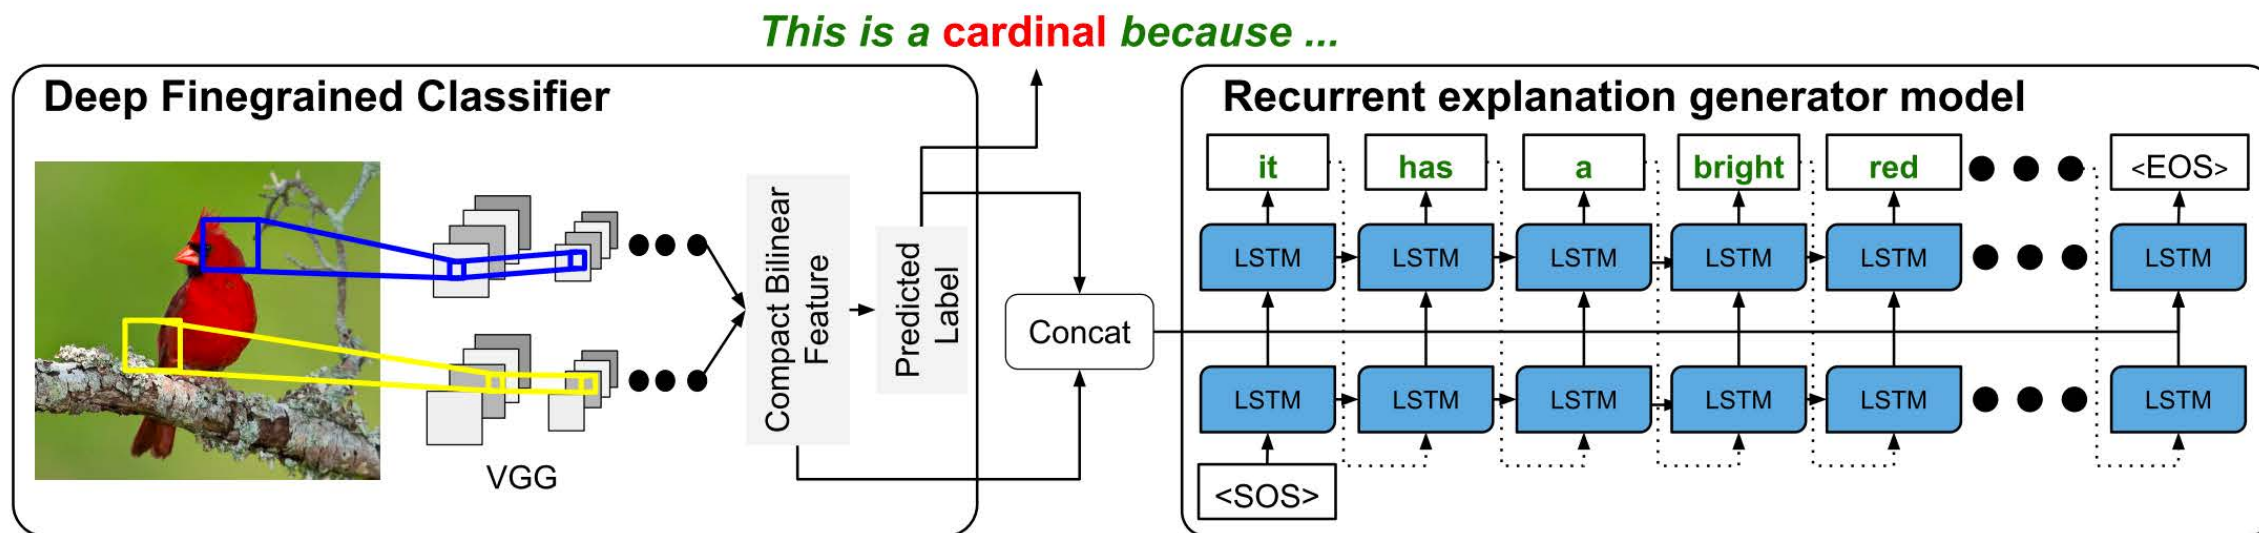 This is a cardinal because ...
Deep Finegrained Classifier
VGG
Compact Bilinear
Feature
Predicted
Label
Concat
Recurrent explanation generator model
it has a bright red <EOS>
LSTM LSTM LSTM LSTM LSTM LSTM
LSTM LSTM LSTM LSTM LSTM LSTM
<SOS>